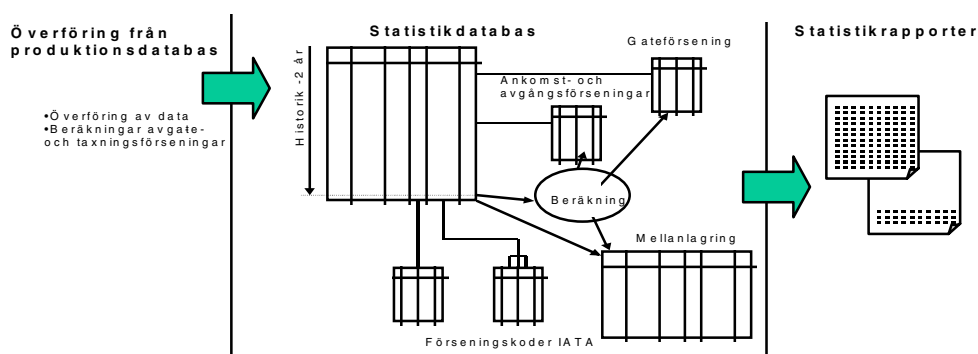 Överföring från
produktionsdatabas
•Överföring av data
•Beräkningar avgate-
och taxningsförseningar
Statistikdatabas
Historik -2 år
Gateförsening
Ankomst- och
avgångsförseningar
Beräkning
Mellanlagring
Förseningskoder IATA
Statistikrapporter